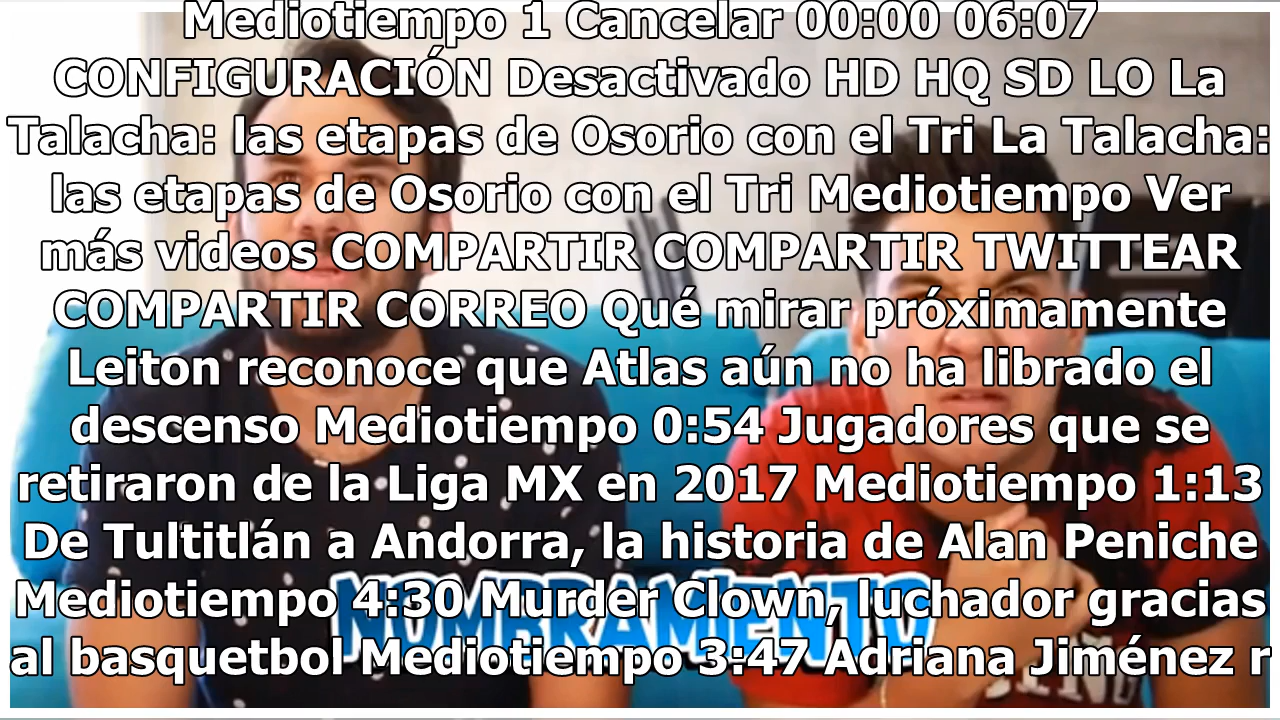 Mediotiempo 1 Cancelar 00:00 06:07
CONFIGURACIÓN Desactivado HD HQ SD LO La
Talacha: las etapas de Osorio con el Tri La Talacha:
las etapas de Osorio con el Tri Mediotiempo Ver
más videos COMPARTIR COMPARTIR TWITTEAR
COMPARTIR CORREO Qué mirar próximamente
Leiton reconoce que Atlas aún no ha librado el
descenso Mediotiempo 0:54 Jugadores que se
retiraron de la Liga MX en 2017 Mediotiempo 1:13
De Tultitlán a Andorra, la historia de Alan Peniche
Mediotiempo 4:30 Murder Clown, luchador gracias
NOMBRAMIENTO
al basquetbol Mediotiempo 3:47 Adriana Jiménez r